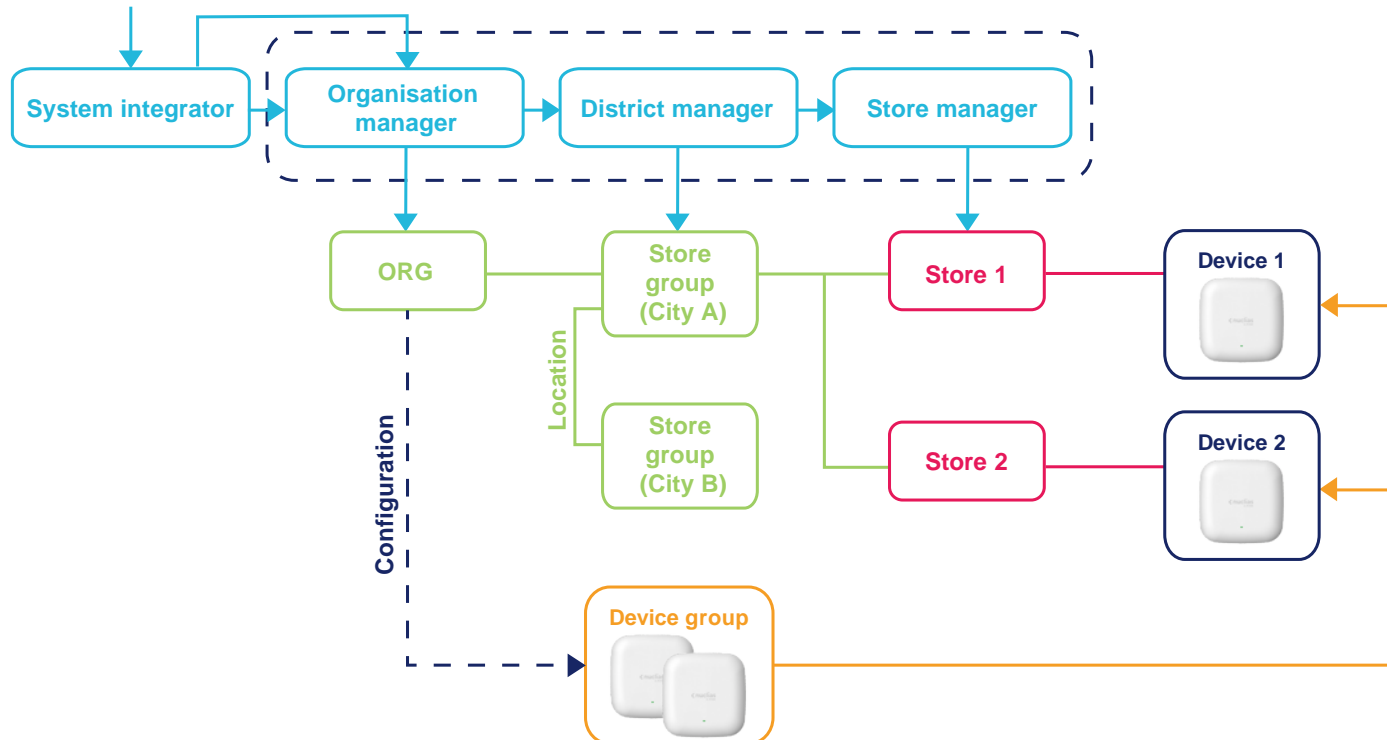 System integrator
Organisation
manager
District manager
Store manager
ORG
Store
group
(City A)
Store 1
Device 1
Location
Configuration
Store
group
(City B)
Store 2
Device 2
Device group